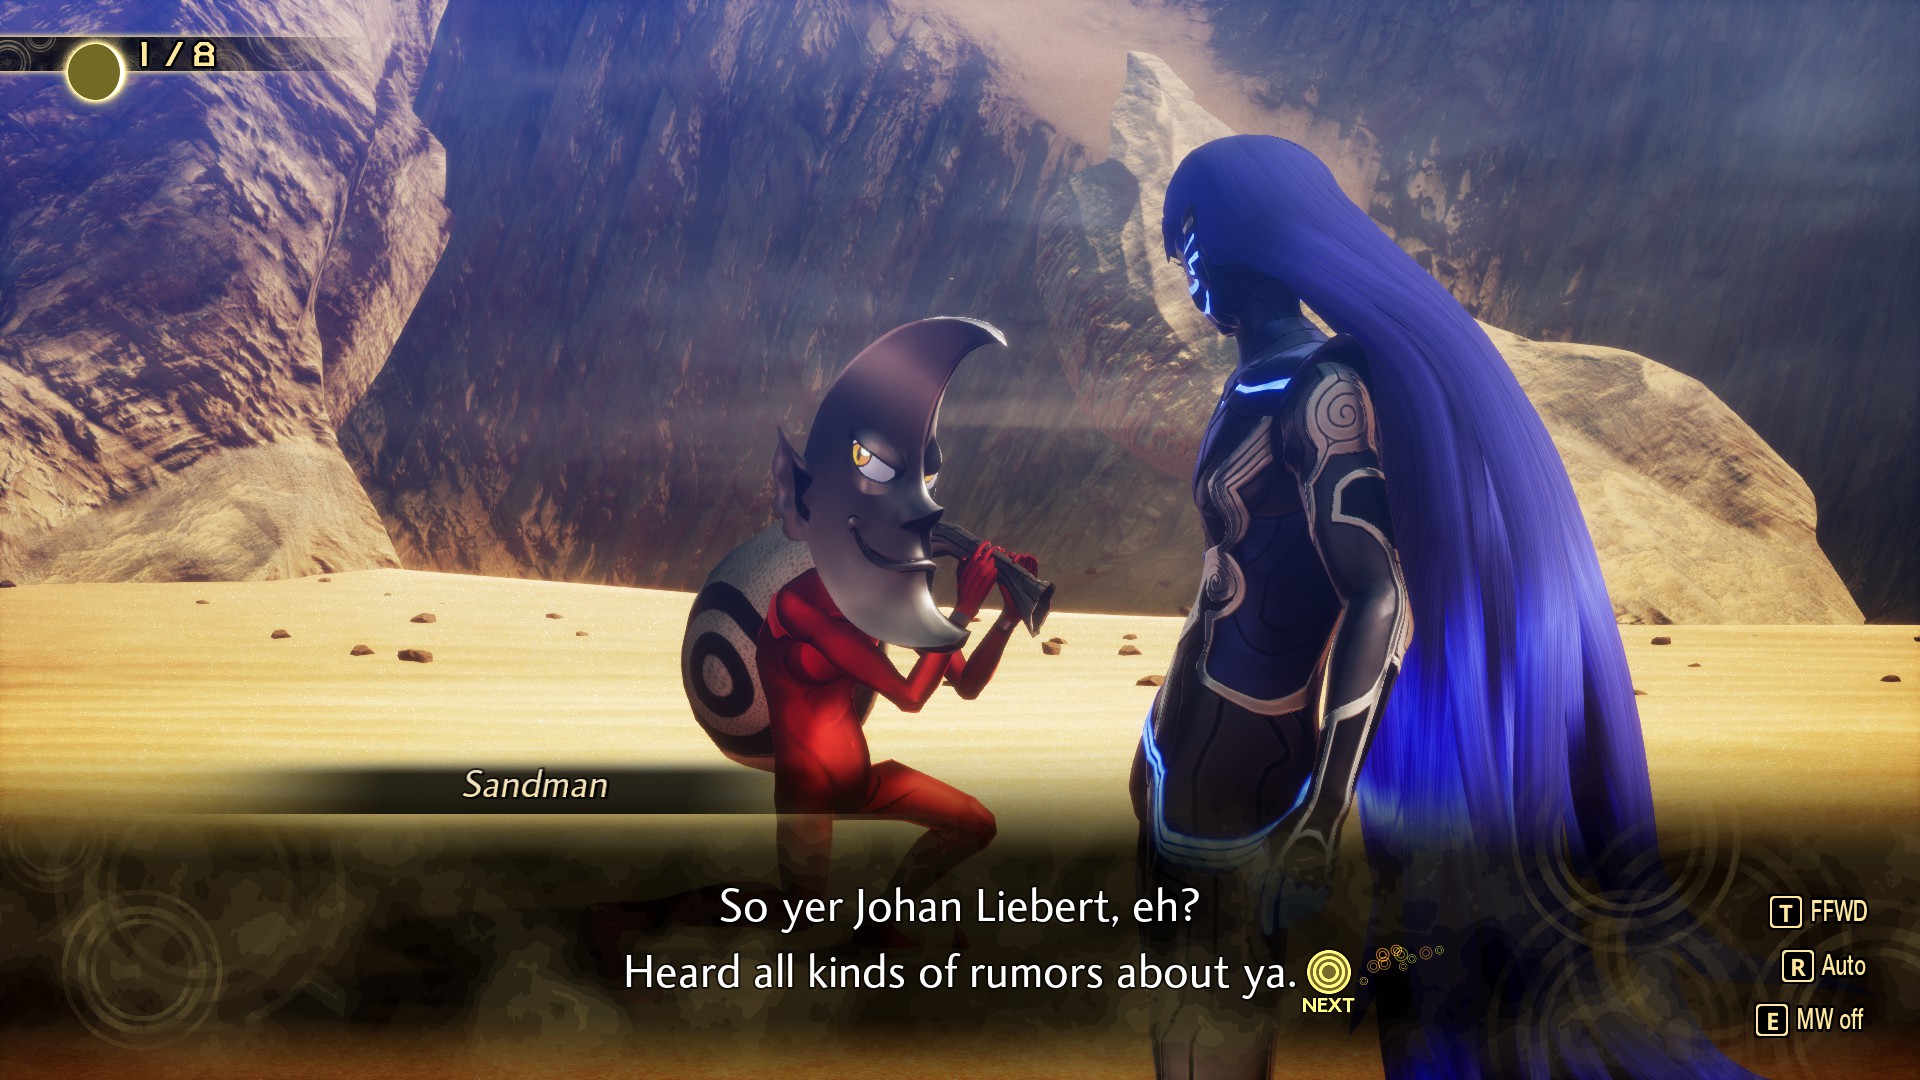 1/8
Sandman
So yer Johan Liebert, eh?
Heard all kinds of rumors about ya.
NEXT
T FFWD
R Auto
E MW off